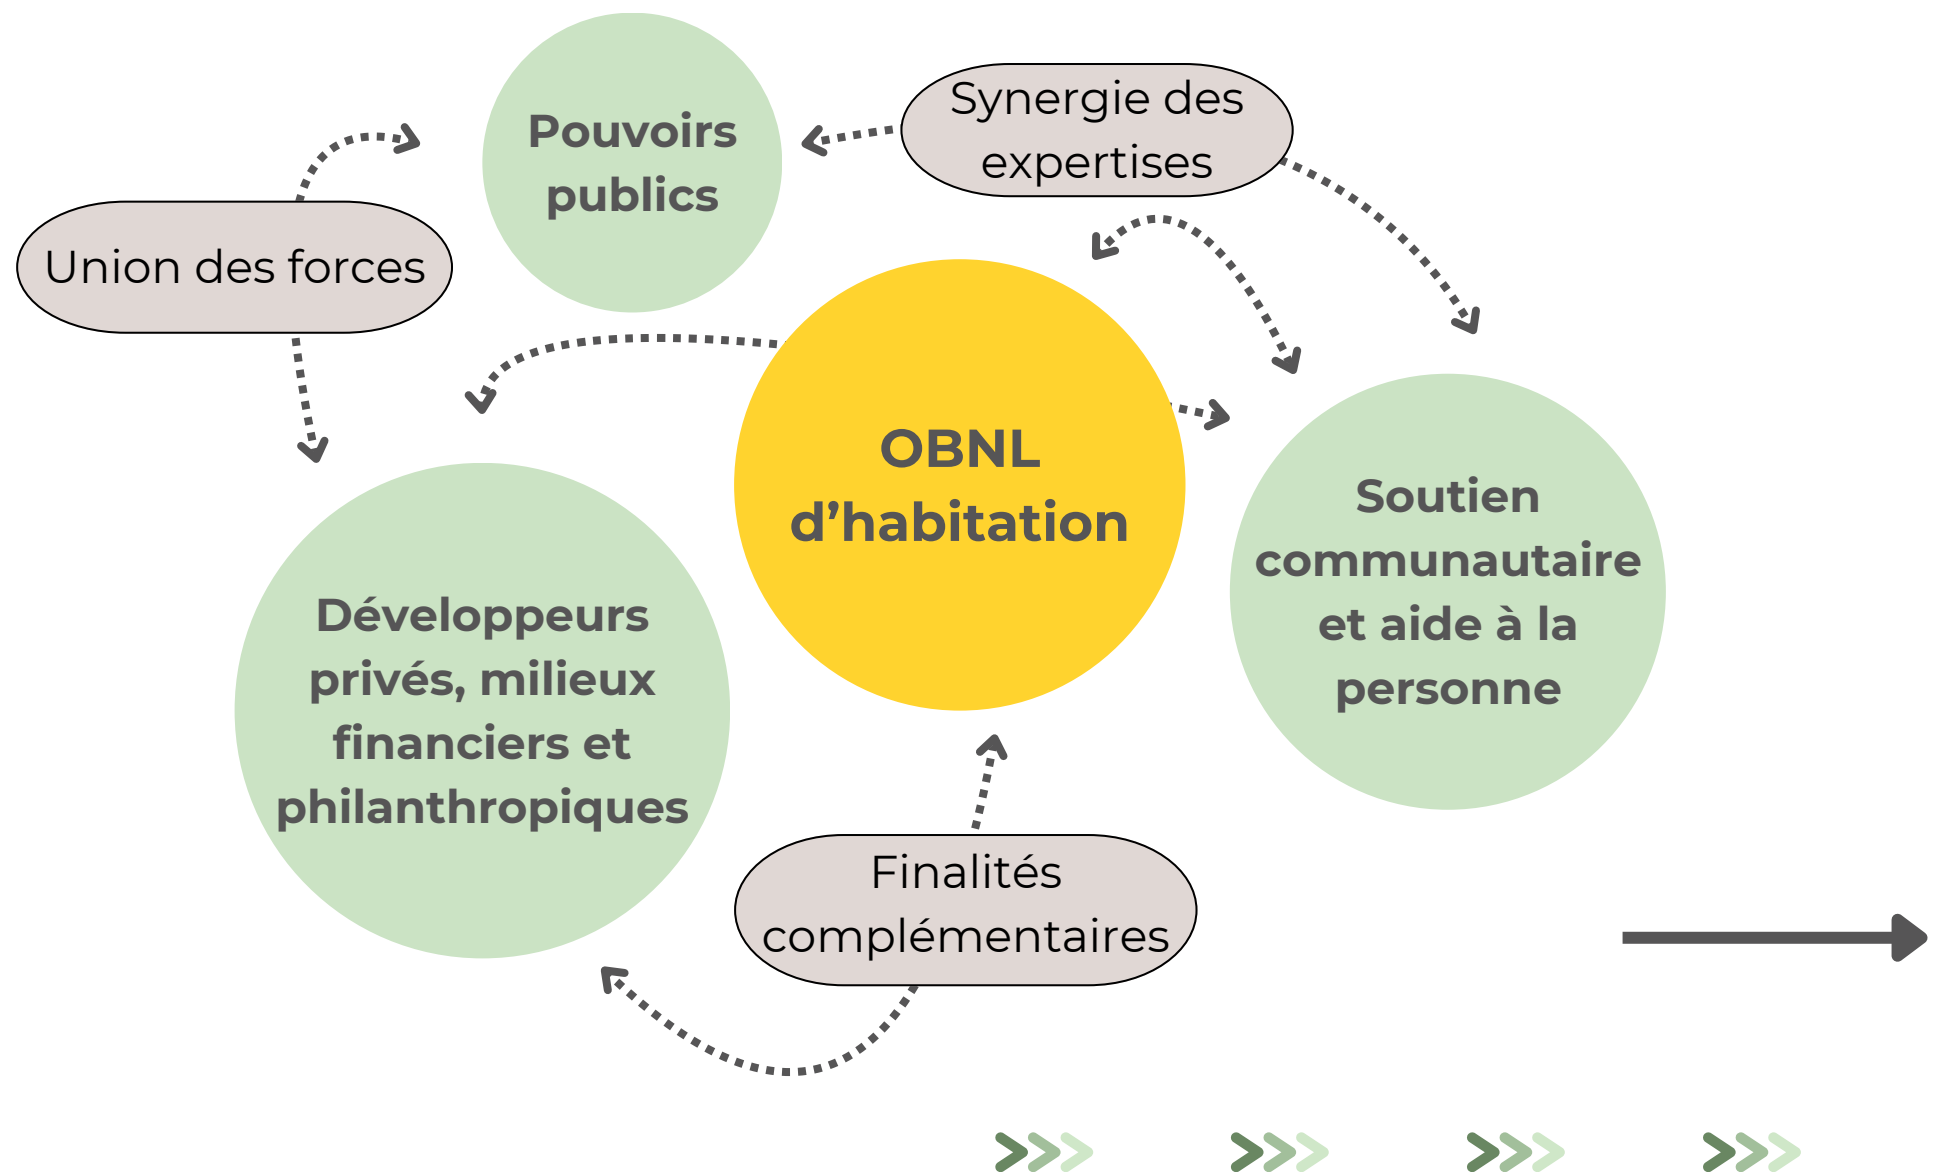 Pouvoirs
publics
Synergie des
expertises
Union des forces
OBNL
d’habitation
Soutien
communautaire
et aide à la
personne
Développeurs
privés, milieux
financiers et
philanthropiques
Finalités
complémentaires